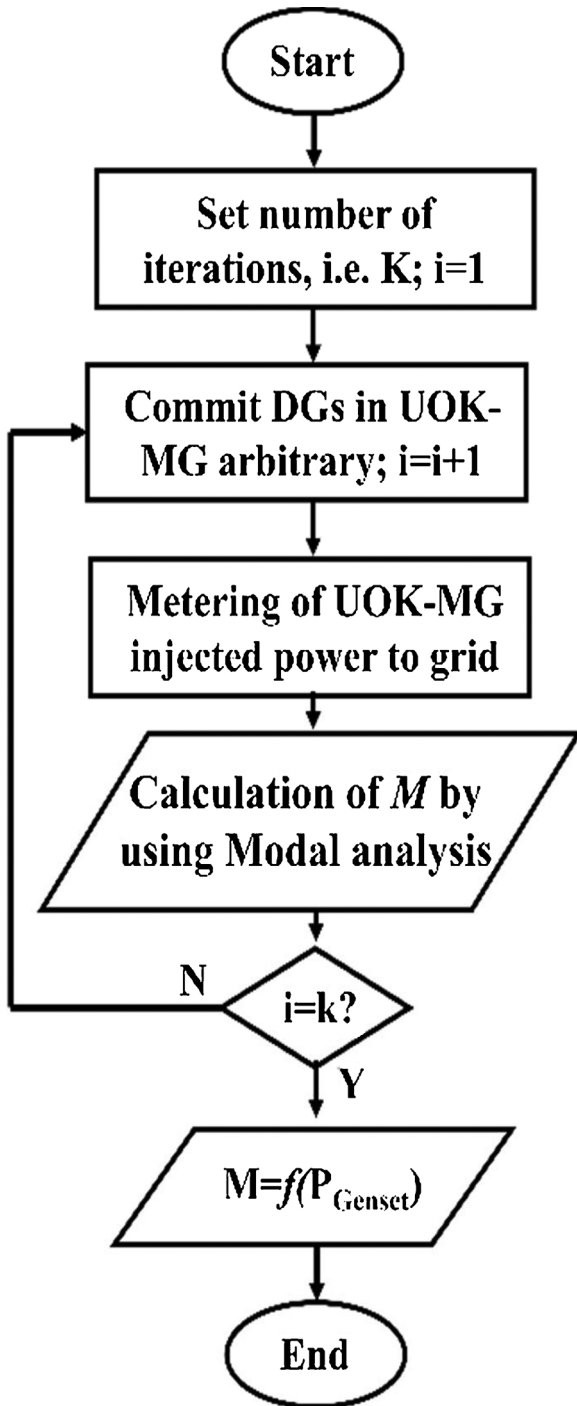 Start
Set number of
iterations, i.e. K; i=1
Commit DGs in UOK-
MG arbitrary; i=i+1
Metering of UOK-MG
injected power to grid
Calculation of M by
using Modal analysis
N
i=k?
Y
M=f(P_Genset)
End